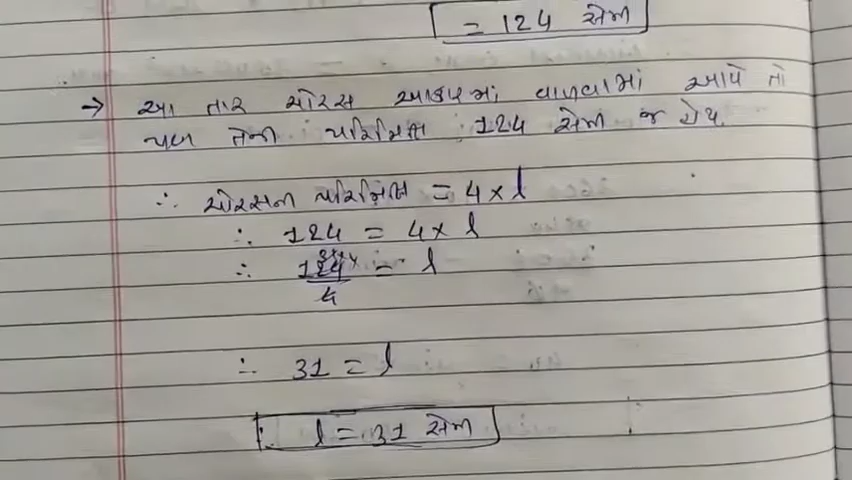 = 124 સેમી
→ આ તાર ચોરસ આકારમાં વાળવામાં આવે તો
પણ તેની પરિમિતિ 124 સેમી જ હોય.
∴ ચોરસની પરિમિતિ = 4 × l
∴ 124 = 4 × l
∴ 124/4 = l
∴ 31 = l
∴ l = 31 સેમી